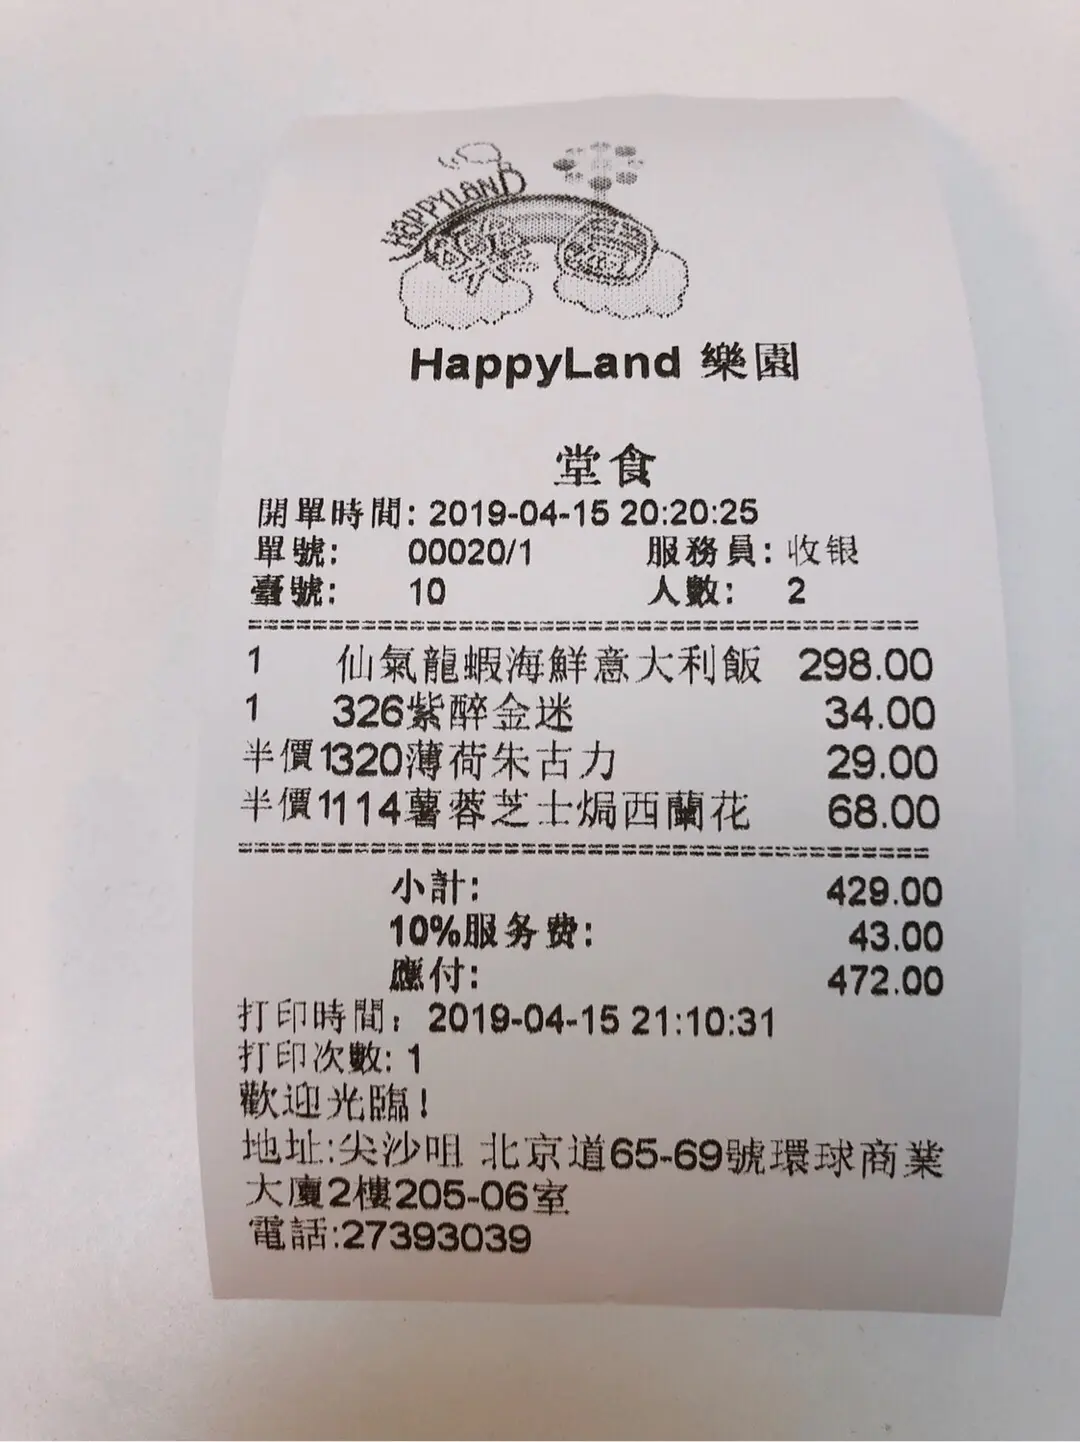 HAPPYLAND
樂園
HappyLand 樂園
堂食
開單時間: 2019-04-15 20:20:25
單號: 00020/1 服務員: 收银
臺號: 10 人數: 2
1 仙氣龍蝦海鮮意大利飯 298.00
1 326紫醉金迷 34.00
半價1320薄荷朱古力 29.00
半價1114薯蓉芝士焗西蘭花 68.00
小計: 429.00
10%服务费: 43.00
應付: 472.00
打印時間: 2019-04-15 21:10:31
打印次數: 1
歡迎光臨!
地址:尖沙咀 北京道65-69號環球商業
大廈2樓205-06室
電話:27393039